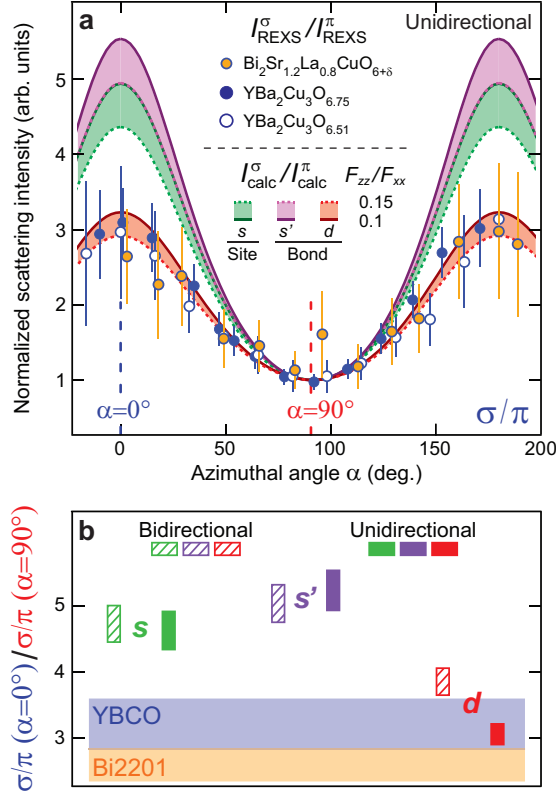 a
Unidirectional
I^σ_REXS/I^π_REXS
Bi₂Sr₁.₂La₀.₈CuO₆₊δ
YBa₂Cu₃O₆.₇₅
YBa₂Cu₃O₆.₅₁
I^σ_calc/I^π_calc F_zz/F_xx
0.15
0.1
s s' d
Site Bond
Normalized scattering intensity (arb. units)
5
4
3
2
1
α=0°
α=90°
σ/π
0 50 100 150 200
Azimuthal angle α (deg.)
b
Bidirectional
Unidirectional
σ/π (α=0°)/σ/π (α=90°)
5
4
3
s
s'
d
YBCO
Bi2201